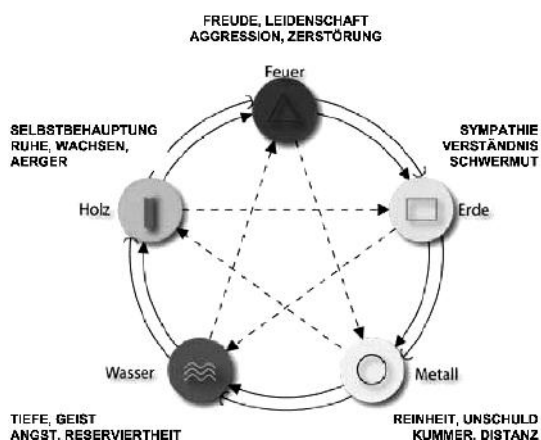 FREUDE, LEIDENSCHAFT
AGGRESSION, ZERSTÖRUNG
Feuer
SELBSTBEHAUPTUNG
RUHE, WACHSEN,
AERGER
SYMPATHIE
VERSTÄNDNIS
SCHWERMUT
Holz
Erde
Wasser
Metall
TIEFE, GEIST
ANGST, RESERVIERTHEIT
REINHEIT, UNSCHULD
KUMMER, DISTANZ